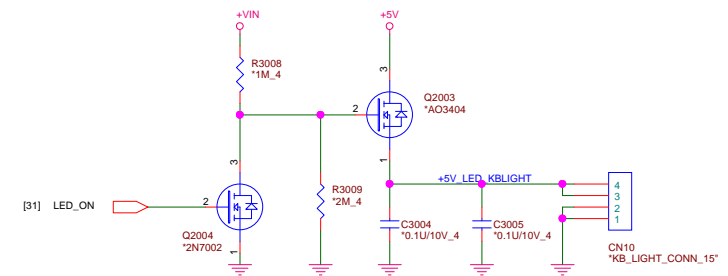 +VIN
+5V
R3008
*1M_4
3
3
Q2003
*AO3404
2
1
3
+5V_LED_KBLIGHT
R3009
*2M_4
[31] LED_ON
2
Q2004
*2N7002
1
C3004
*0.1U/10V_4
C3005
*0.1U/10V_4
4
3
2
1
CN10
*KB_LIGHT_CONN_15"